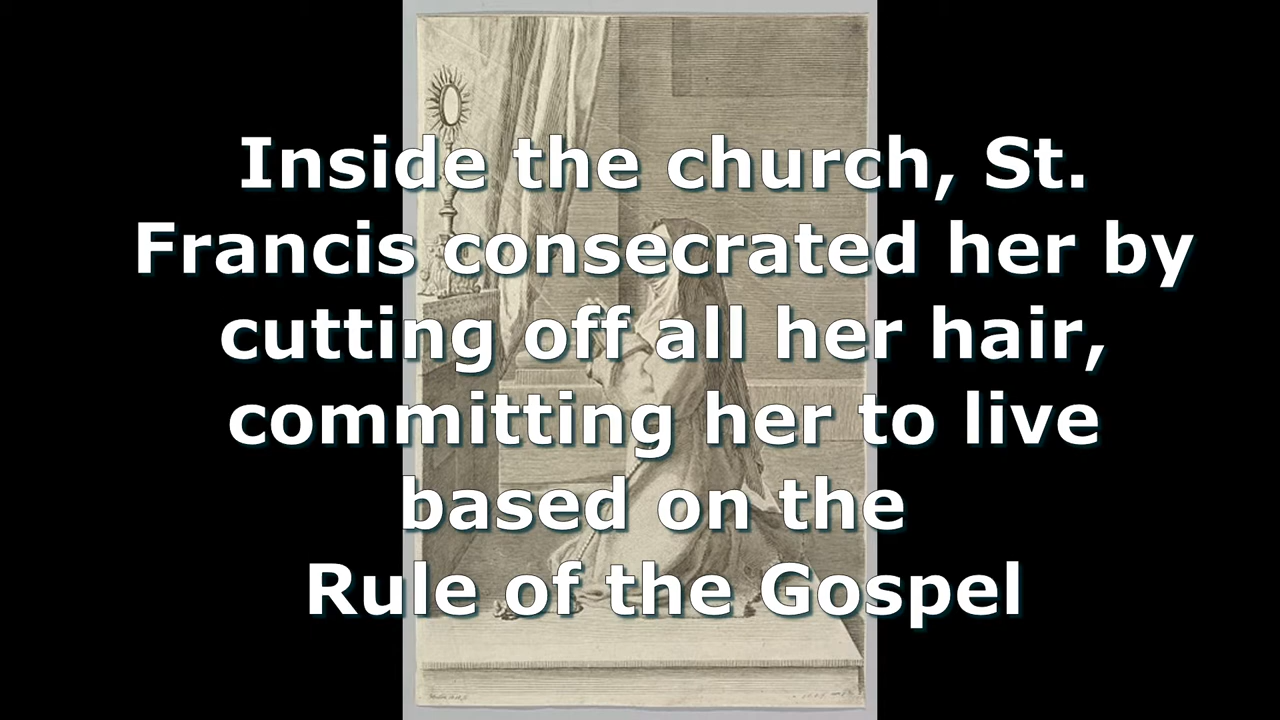 Inside the church, St.
Francis consecrated her by
cutting off all her hair,
committing her to live
based on the
Rule of the Gospel